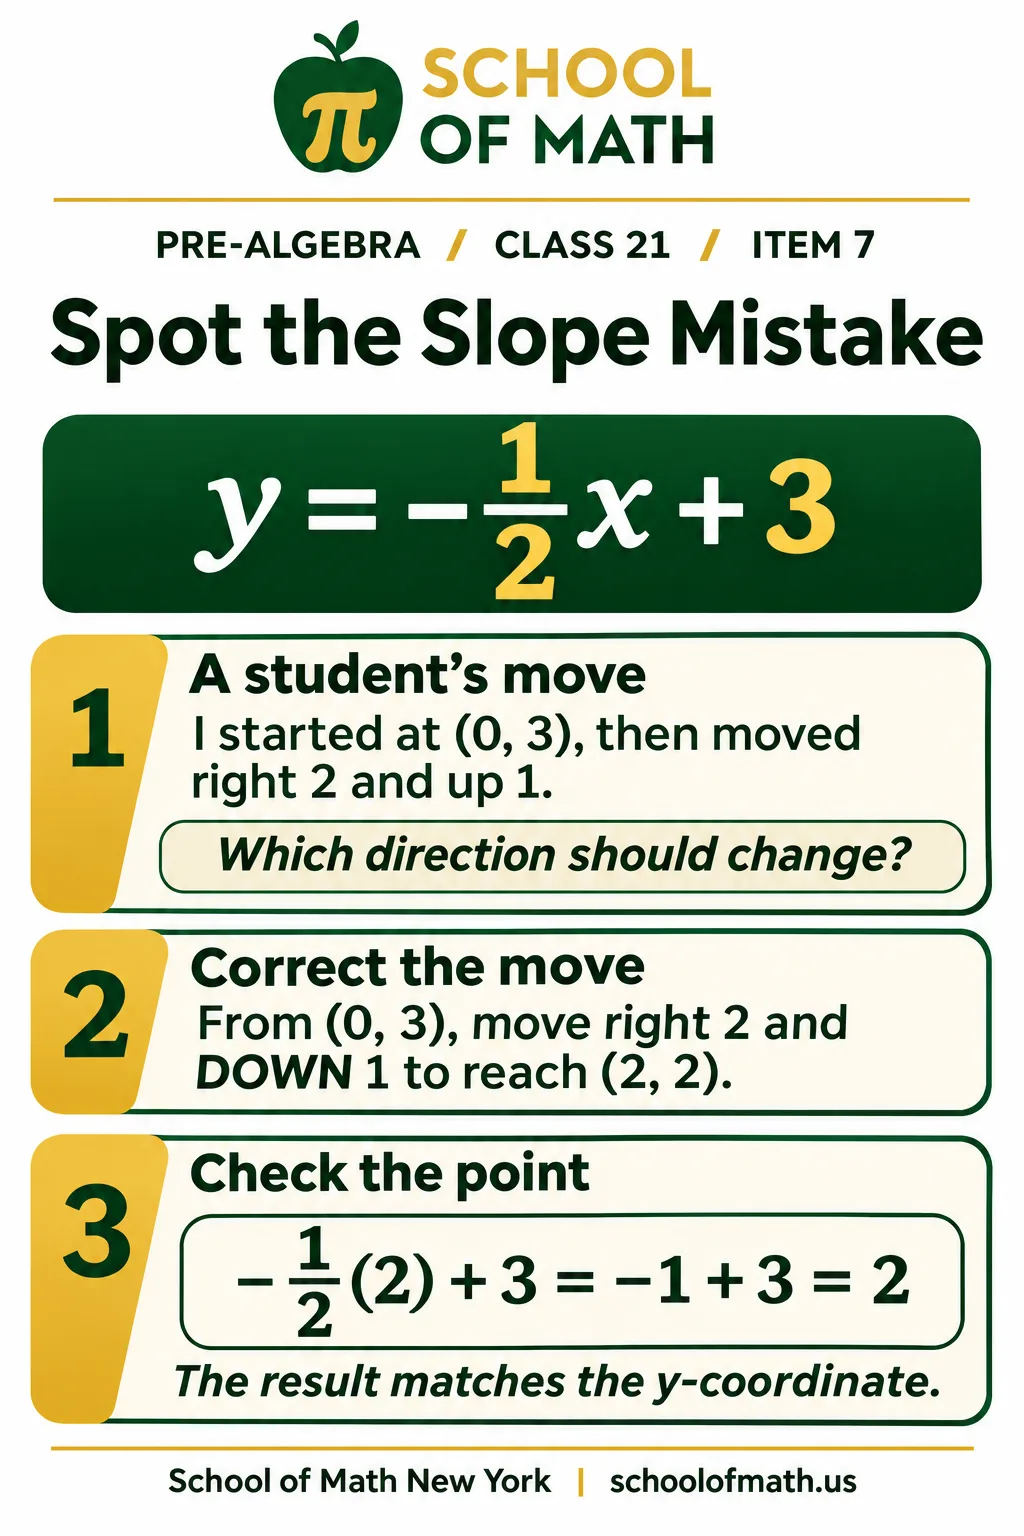 π
SCHOOL
OF MATH
PRE-ALGEBRA / CLASS 21 / ITEM 7
Spot the Slope Mistake
y = -1/2 x + 3
1
A student's move
I started at (0, 3), then moved
right 2 and up 1.
Which direction should change?
2
Correct the move
From (0, 3), move right 2 and
DOWN 1 to reach (2, 2).
3
Check the point
-1/2 (2) + 3 = -1 + 3 = 2
The result matches the y-coordinate.
School of Math New York | schoolofmath.us